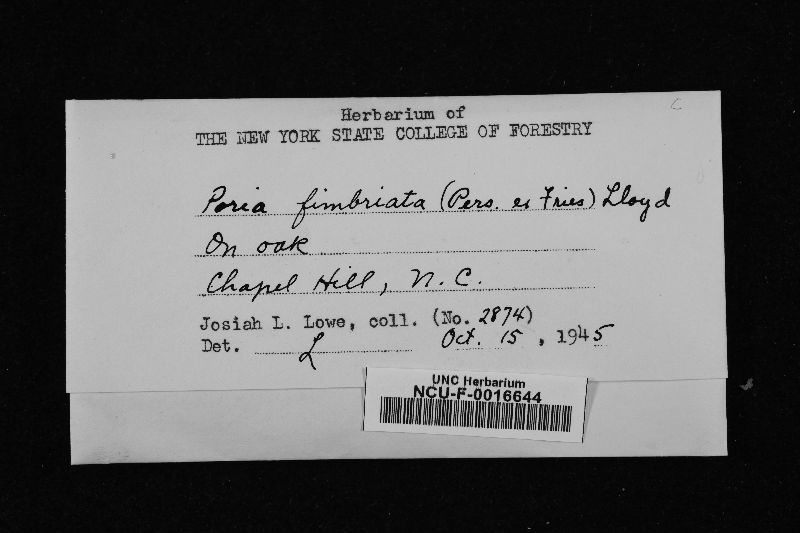 C
Herbarium of
THE NEW YORK STATE COLLEGE OF FORESTRY
Poria fimbriata (Pers. ex Fries) Lloyd
On oak
Chapel Hill, N.C.
Josiah L. Lowe, coll. (No. 2874)
Det. L Oct. 15, 1945
UNC Herbarium
NCU-F-0016644